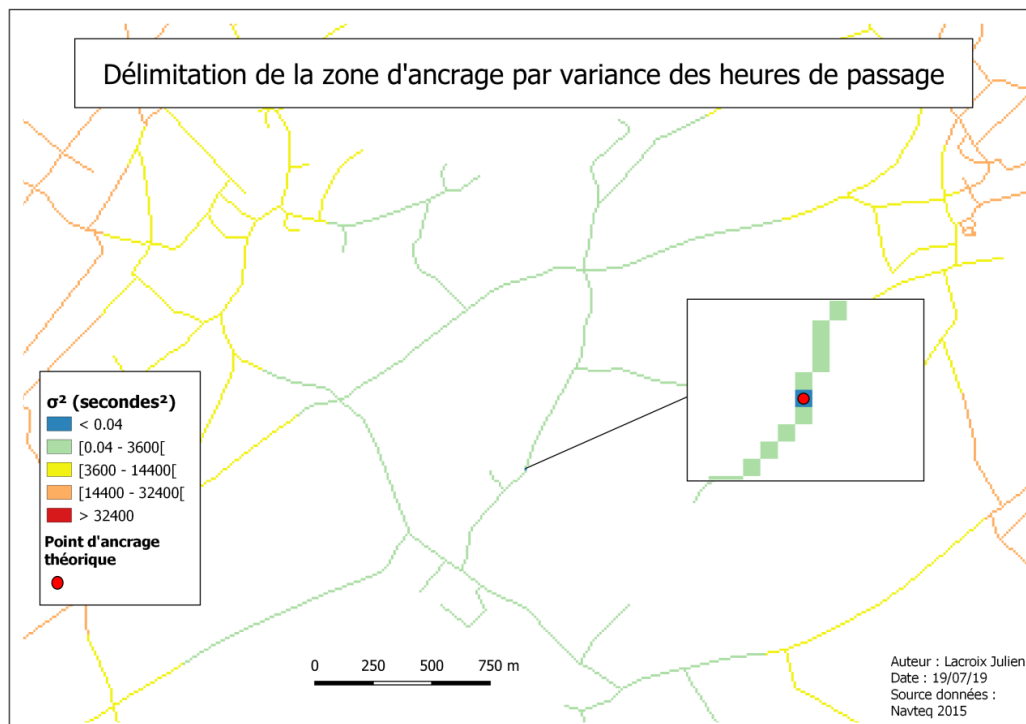 Délimitation de la zone d'ancrage par variance des heures de passage
σ² (secondes²)
< 0.04
[0.04 - 3600[
[3600 - 14400[
[14400 - 32400[
> 32400
Point d'ancrage
théorique
0 250 500 750 m
Auteur : Lacroix Julien
Date : 19/07/19
Source données :
Navteq 2015